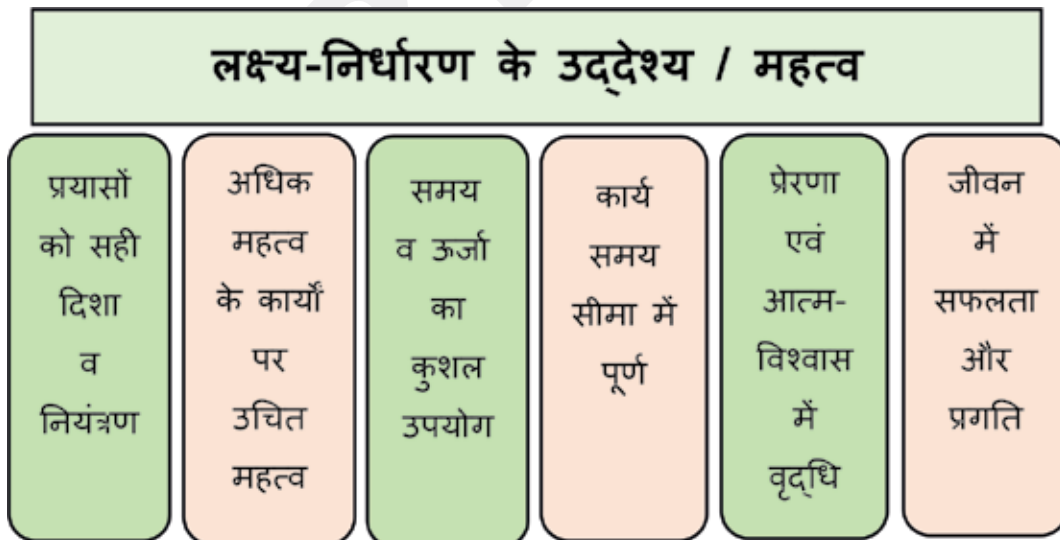 लक्ष्य-निर्धारण के उद्देश्य / महत्व
प्रयासों
को सही
दिशा
व
नियंत्रण
अधिक
महत्व
के कार्यों
पर
उचित
महत्व
समय
व ऊर्जा
का
कुशल
उपयोग
कार्य
समय
सीमा में
पूर्ण
प्रेरणा
एवं
आत्म-
विश्वास
में
वृद्धि
जीवन
में
सफलता
और
प्रगति